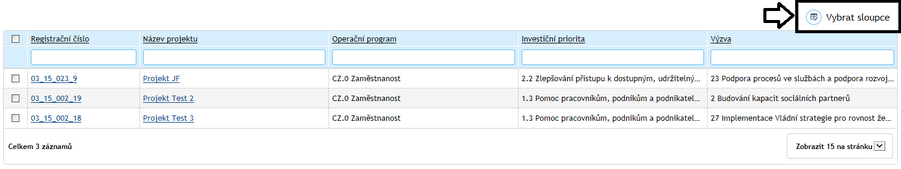 Vybrat sloupce
Registrační číslo Název projektu Operační program Investiční priorita Výzva
03_15_023_9 Projekt JF CZ.0 Zaměstnanost 2.2 Zlepšování přístupu k dostupným, udržitelný... 23 Podpora procesů ve službách a podpora rozvoj...
03_15_002_19 Projekt Test 2 CZ.0 Zaměstnanost 1.3 Pomoc pracovníkům, podnikům a podnikatel... 2 Budování kapacit sociálních partnerů
03_15_002_18 Projekt Test 3 CZ.0 Zaměstnanost 1.3 Pomoc pracovníkům, podnikům a podnikatel... 27 Implementace Vládní strategie pro rovnost že...
Celkem 3 záznamů Zobrazit 15 na stránku